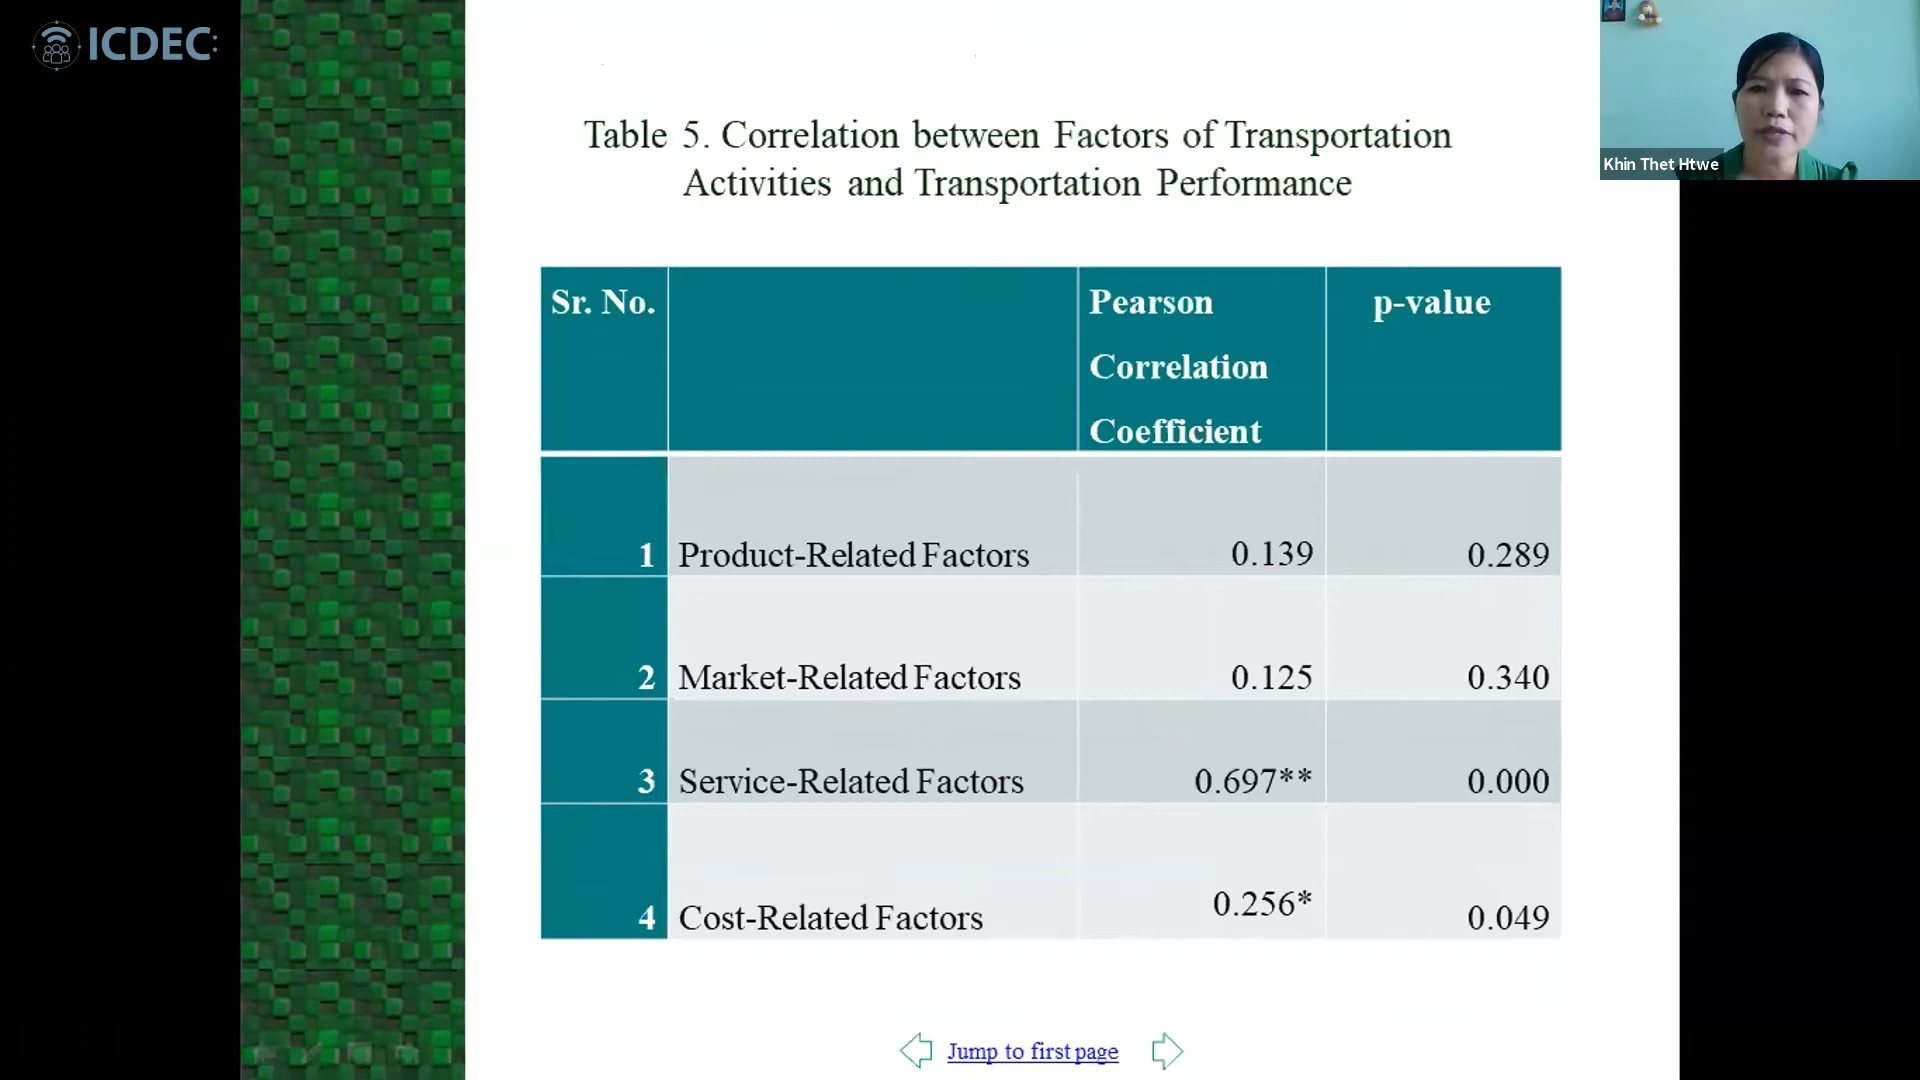 ICDEC:
Khin Thet Htwe
Table 5. Correlation between Factors of Transportation
Activities and Transportation Performance
Sr. No.
Pearson
Correlation
Coefficient
p-value
1 Product-Related Factors 0.139 0.289
2 Market-Related Factors 0.125 0.340
3 Service-Related Factors 0.697** 0.000
4 Cost-Related Factors 0.256* 0.049
Jump to first page